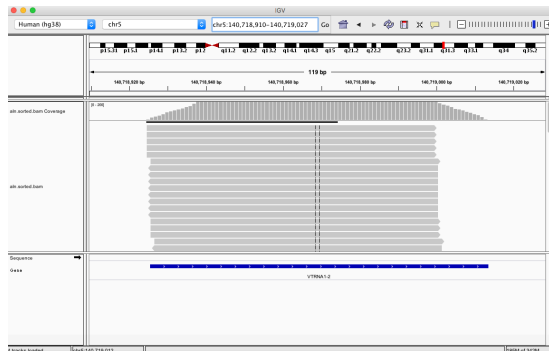 IGV
Human (hg38) chr5 chr5:140,718,910-140,719,027 Go
p15.31 p15.1 p14.1 p13.2 p12 q11.2 q12.2 q13.2 q14.1 q14.3 q15 q21.2 q22.2 q23.2 q31.1 q31.3 q33.1 q34 q35.2
119 bp
140,718,920 bp 140,718,940 bp 140,718,960 bp 140,718,980 bp 140,719,000 bp 140,719,020 bp
aln.sorted.bam Coverage
aln.sorted.bam
Sequence
Gene
VTRNA1-2
chr5:140,719,012